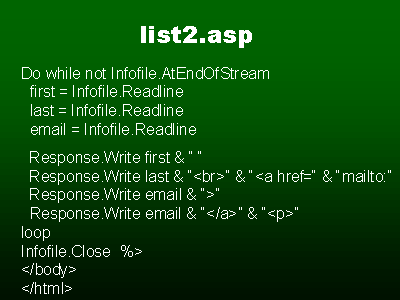 list2.asp
Do while not Infofile.AtEndOfStream
first = Infofile.Readline
last = Infofile.Readline
email = Infofile.Readline
Response.Write first & “ ”
Response.Write last & “<br>” & “<a href=” & “mailto:”
Response.Write email & “>”
Response.Write email & “</a>” & “<p>”
loop
Infofile.Close %>
</body>
</html>